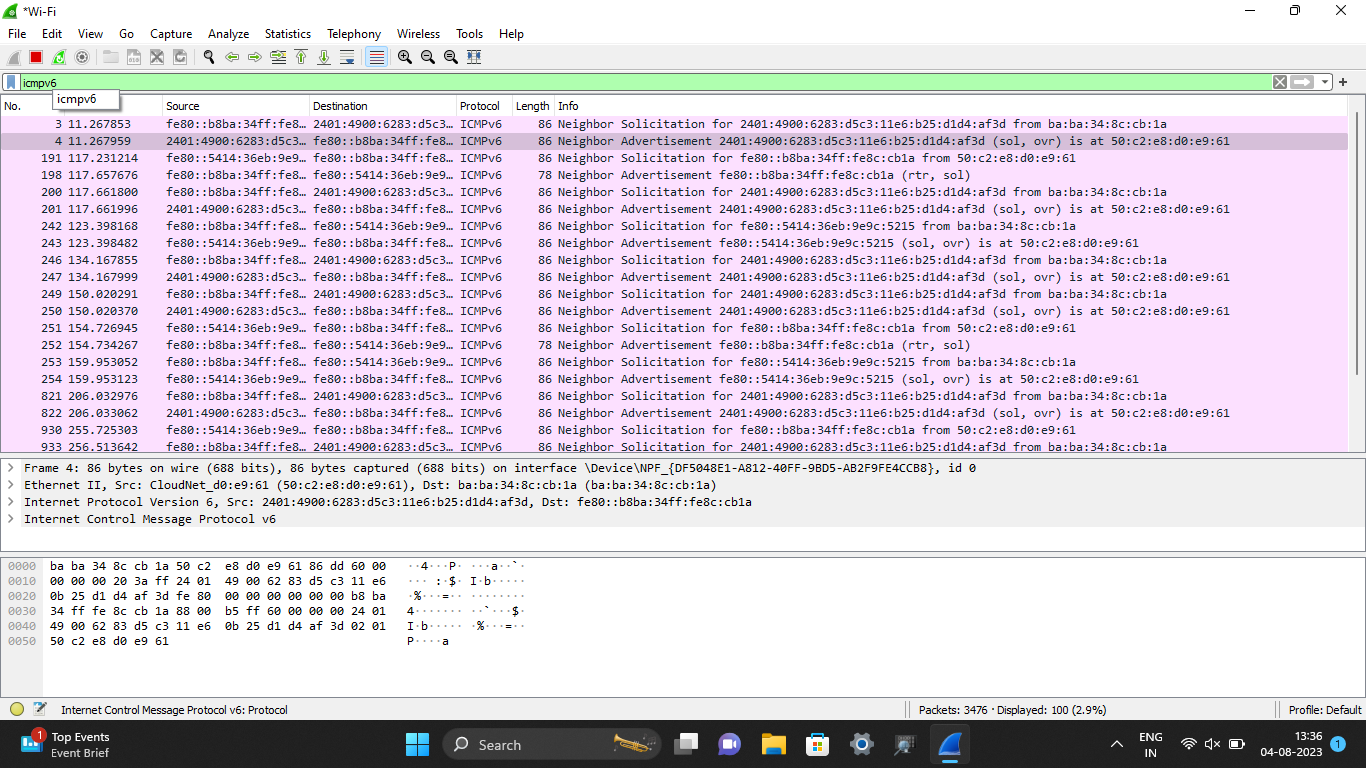 *Wi-Fi
File Edit View Go Capture Analyze Statistics Telephony Wireless Tools Help
icmpv6
icmpv6
No. Source Destination Protocol Length Info
3 11.267853 fe80::b8ba:34ff:fe8… 2401:4900:6283:d5c3… ICMPv6 86 Neighbor Solicitation for 2401:4900:6283:d5c3:11e6:b25:d1d4:af3d from ba:ba:34:8c:cb:1a
4 11.267959 2401:4900:6283:d5c3… fe80::b8ba:34ff:fe8… ICMPv6 86 Neighbor Advertisement 2401:4900:6283:d5c3:11e6:b25:d1d4:af3d (sol, ovr) is at 50:c2:e8:d0:e9:61
191 117.231214 fe80::5414:36eb:9e9… fe80::b8ba:34ff:fe8… ICMPv6 86 Neighbor Solicitation for fe80::b8ba:34ff:fe8c:cb1a from 50:c2:e8:d0:e9:61
198 117.657676 fe80::b8ba:34ff:fe8… fe80::5414:36eb:9e9… ICMPv6 78 Neighbor Advertisement fe80::b8ba:34ff:fe8c:cb1a (rtr, sol)
200 117.661800 fe80::b8ba:34ff:fe8… 2401:4900:6283:d5c3… ICMPv6 86 Neighbor Solicitation for 2401:4900:6283:d5c3:11e6:b25:d1d4:af3d from ba:ba:34:8c:cb:1a
201 117.661996 2401:4900:6283:d5c3… fe80::b8ba:34ff:fe8… ICMPv6 86 Neighbor Advertisement 2401:4900:6283:d5c3:11e6:b25:d1d4:af3d (sol, ovr) is at 50:c2:e8:d0:e9:61
242 123.398168 fe80::b8ba:34ff:fe8… fe80::5414:36eb:9e9… ICMPv6 86 Neighbor Solicitation for fe80::5414:36eb:9e9c:5215 from ba:ba:34:8c:cb:1a
243 123.398482 fe80::5414:36eb:9e9… fe80::b8ba:34ff:fe8… ICMPv6 86 Neighbor Advertisement fe80::5414:36eb:9e9c:5215 (sol, ovr) is at 50:c2:e8:d0:e9:61
246 134.167855 fe80::b8ba:34ff:fe8… 2401:4900:6283:d5c3… ICMPv6 86 Neighbor Solicitation for 2401:4900:6283:d5c3:11e6:b25:d1d4:af3d from ba:ba:34:8c:cb:1a
247 134.167999 2401:4900:6283:d5c3… fe80::b8ba:34ff:fe8… ICMPv6 86 Neighbor Advertisement 2401:4900:6283:d5c3:11e6:b25:d1d4:af3d (sol, ovr) is at 50:c2:e8:d0:e9:61
249 150.020291 fe80::b8ba:34ff:fe8… 2401:4900:6283:d5c3… ICMPv6 86 Neighbor Solicitation for 2401:4900:6283:d5c3:11e6:b25:d1d4:af3d from ba:ba:34:8c:cb:1a
250 150.020370 2401:4900:6283:d5c3… fe80::b8ba:34ff:fe8… ICMPv6 86 Neighbor Advertisement 2401:4900:6283:d5c3:11e6:b25:d1d4:af3d (sol, ovr) is at 50:c2:e8:d0:e9:61
251 154.726945 fe80::5414:36eb:9e9… fe80::b8ba:34ff:fe8… ICMPv6 86 Neighbor Solicitation for fe80::b8ba:34ff:fe8c:cb1a from 50:c2:e8:d0:e9:61
252 154.734267 fe80::b8ba:34ff:fe8… fe80::5414:36eb:9e9… ICMPv6 78 Neighbor Advertisement fe80::b8ba:34ff:fe8c:cb1a (rtr, sol)
253 159.953052 fe80::b8ba:34ff:fe8… fe80::5414:36eb:9e9… ICMPv6 86 Neighbor Solicitation for fe80::5414:36eb:9e9c:5215 from ba:ba:34:8c:cb:1a
254 159.953123 fe80::5414:36eb:9e9… fe80::b8ba:34ff:fe8… ICMPv6 86 Neighbor Advertisement fe80::5414:36eb:9e9c:5215 (sol, ovr) is at 50:c2:e8:d0:e9:61
821 206.032976 fe80::b8ba:34ff:fe8… 2401:4900:6283:d5c3… ICMPv6 86 Neighbor Solicitation for 2401:4900:6283:d5c3:11e6:b25:d1d4:af3d from ba:ba:34:8c:cb:1a
822 206.033062 2401:4900:6283:d5c3… fe80::b8ba:34ff:fe8… ICMPv6 86 Neighbor Advertisement 2401:4900:6283:d5c3:11e6:b25:d1d4:af3d (sol, ovr) is at 50:c2:e8:d0:e9:61
930 255.725303 fe80::5414:36eb:9e9… fe80::b8ba:34ff:fe8… ICMPv6 86 Neighbor Solicitation for fe80::b8ba:34ff:fe8c:cb1a from 50:c2:e8:d0:e9:61
933 256.513642 fe80::b8ba:34ff:fe8… 2401:4900:6283:d5c3… ICMPv6 86 Neighbor Solicitation for 2401:4900:6283:d5c3:11e6:b25:d1d4:af3d from ba:ba:34:8c:cb:1a
Frame 4: 86 bytes on wire (688 bits), 86 bytes captured (688 bits) on interface \Device\NPF_{DF5048E1-A812-40FF-9BD5-AB2F9FE4CCB8}, id 0
Ethernet II, Src: CloudNet_d0:e9:61 (50:c2:e8:d0:e9:61), Dst: ba:ba:34:8c:cb:1a (ba:ba:34:8c:cb:1a)
Internet Protocol Version 6, Src: 2401:4900:6283:d5c3:11e6:b25:d1d4:af3d, Dst: fe80::b8ba:34ff:fe8c:cb1a
Internet Control Message Protocol v6
0000 ba ba 34 8c cb 1a 50 c2 e8 d0 e9 61 86 dd 60 00 ··4···P· ···a··`·
0010 00 00 00 20 3a ff 24 01 49 00 62 83 d5 c3 11 e6 ··· :·$· I·b·····
0020 0b 25 d1 d4 af 3d fe 80 00 00 00 00 00 00 b8 ba ·%···=·· ········
0030 34 ff fe 8c cb 1a 88 00 b5 ff 60 00 00 00 24 01 4······· ··`···$·
0040 49 00 62 83 d5 c3 11 e6 0b 25 d1 d4 af 3d 02 01 I·b····· ·%···=··
0050 50 c2 e8 d0 e9 61 P····a
Internet Control Message Protocol v6: Protocol
Packets: 3476 · Displayed: 100 (2.9%)
Profile: Default
1
Top Events
Event Brief
Search
ENG
IN
13:36
04-08-2023
1